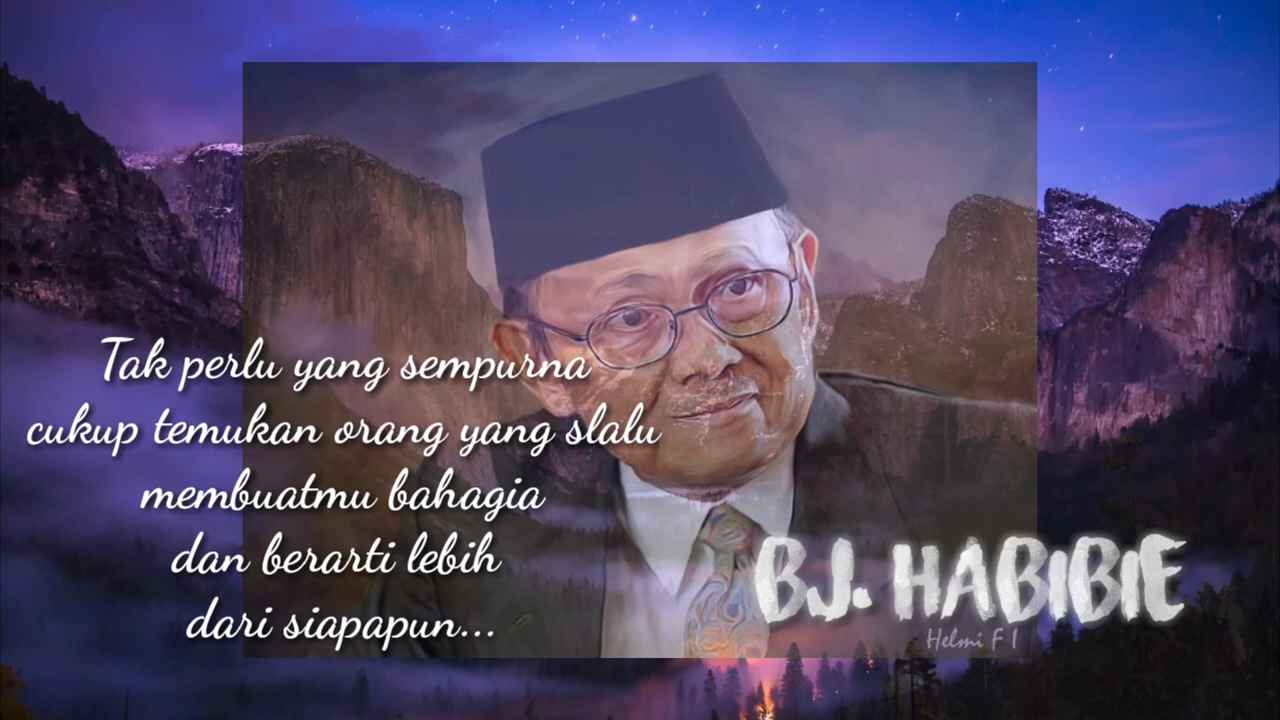 Tak perlu yang sempurna
cukup temukan orang yang slalu
membuatmu bahagia
dan berarti lebih
dari siapapun...
BJ. HABIBIE
Helmi F I